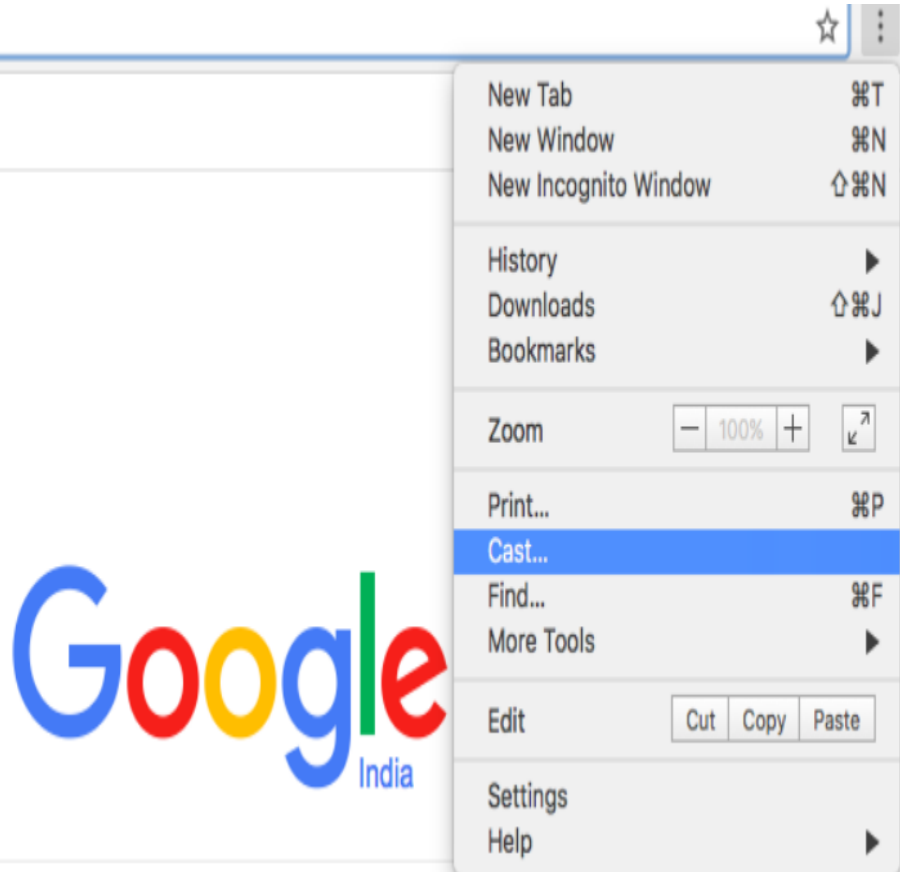 New Tab ⌘T
New Window ⌘N
New Incognito Window ⇧⌘N
History
Downloads ⇧⌘J
Bookmarks
Zoom − 100% +
Print... ⌘P
Cast...
Find... ⌘F
More Tools
Edit Cut Copy Paste
Settings
Help
Google
India